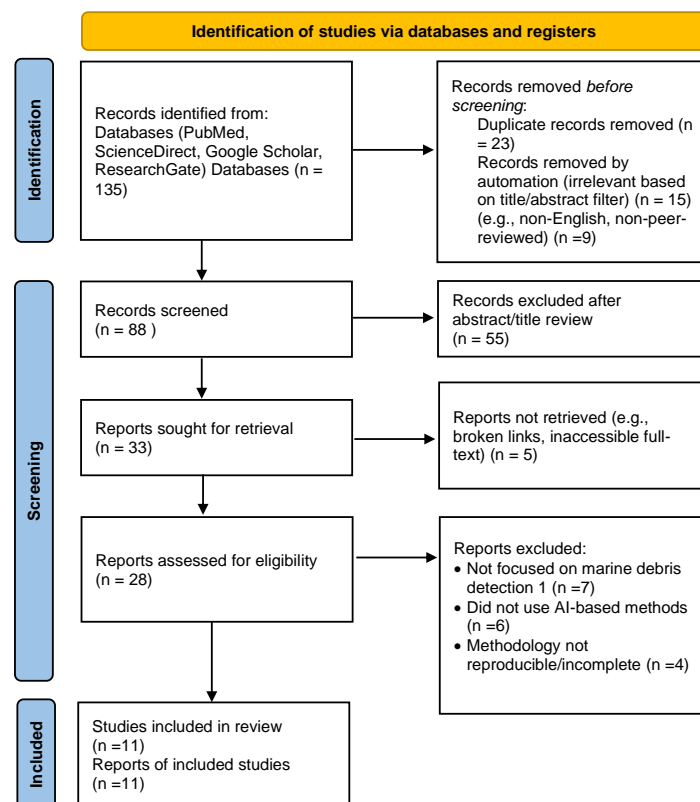 Identification of studies via databases and registers
Identification
Records identified from:
Databases (PubMed,
ScienceDirect, Google Scholar,
ResearchGate) Databases (n =
135)
Records removed before
screening:
Duplicate records removed (n
= 23)
Records removed by
automation (irrelevant based
on title/abstract filter) (n = 15)
(e.g., non-English, non-peer-
reviewed) (n =9)
Screening
Records screened
(n = 88 )
Records excluded after
abstract/title review
(n = 55)
Reports sought for retrieval
(n = 33)
Reports not retrieved (e.g.,
broken links, inaccessible full-
text) (n = 5)
Reports assessed for eligibility
(n = 28)
Reports excluded:
• Not focused on marine debris
detection 1 (n =7)
• Did not use AI-based methods
(n =6)
• Methodology not
reproducible/incomplete (n =4)
Included
Studies included in review
(n =11)
Reports of included studies
(n =11)